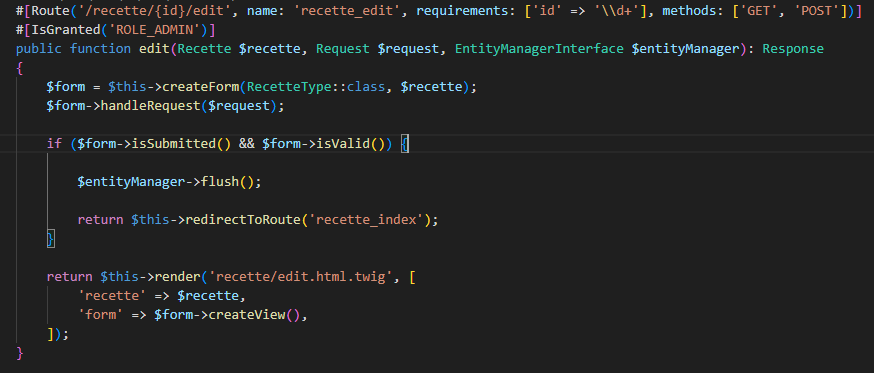 #[Route('/recette/{id}/edit', name: 'recette_edit', requirements: ['id' => '\\d+'], methods: ['GET', 'POST'])]
#[IsGranted('ROLE_ADMIN')]
public function edit(Recette $recette, Request $request, EntityManagerInterface $entityManager): Response
{
    $form = $this->createForm(RecetteType::class, $recette);
    $form->handleRequest($request);

    if ($form->isSubmitted() && $form->isValid()) {

        $entityManager->flush();

        return $this->redirectToRoute('recette_index');
    }

    return $this->render('recette/edit.html.twig', [
        'recette' => $recette,
        'form' => $form->createView(),
    ]);
}